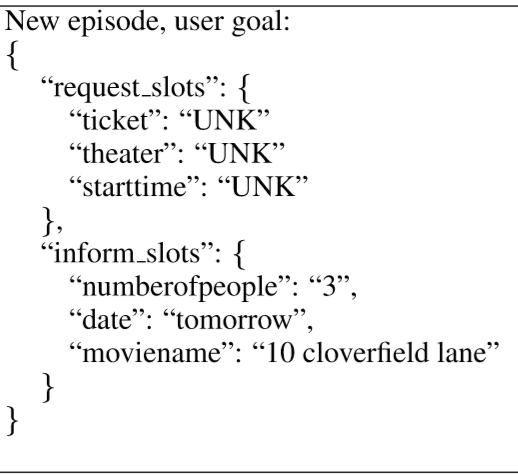 New episode, user goal:
{
“request_slots”: {
“ticket”: “UNK”
“theater”: “UNK”
“starttime”: “UNK”
},
“inform_slots”: {
“numberofpeople”: “3”,
“date”: “tomorrow”,
“moviename”: “10 cloverfield lane”
}
}